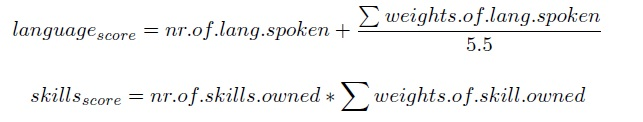 language_score = nr.of.lang.spoken + ∑ weights.of.lang.spoken / 5.5
skills_score = nr.of.skills.owned * ∑ weights.of.skill.owned